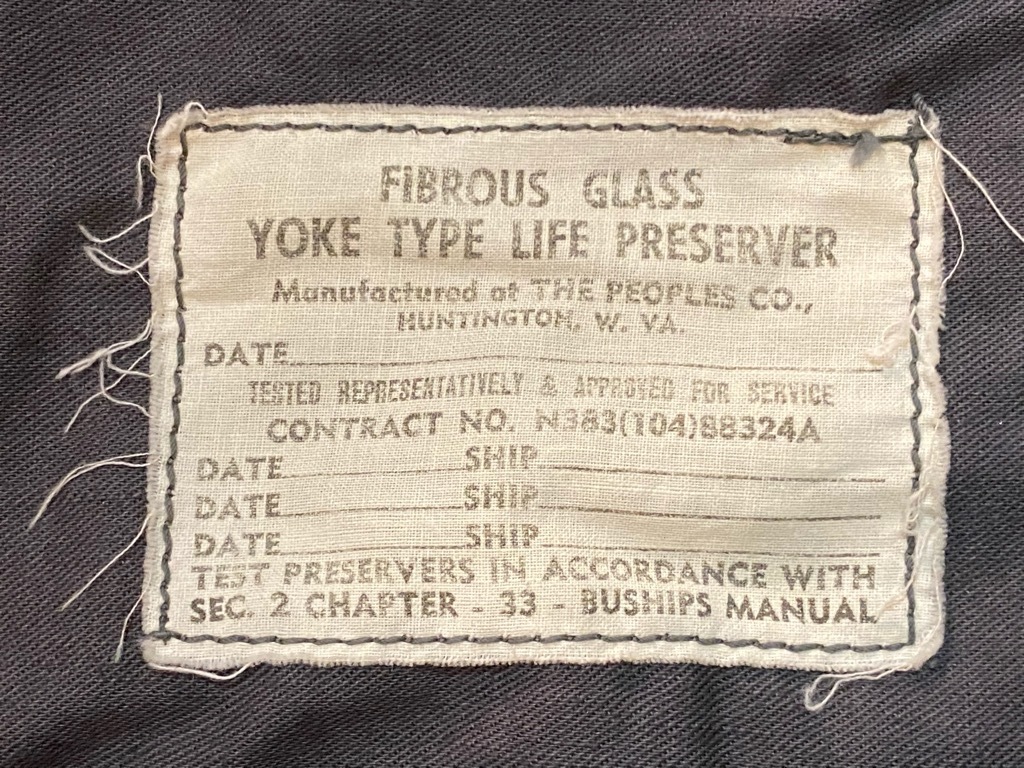 FIBROUS GLASS
YOKE TYPE LIFE PRESERVER
Manufactured at THE PEOPLES CO.,
HUNTINGTON, W. VA.
DATE
TESTED REPRESENTATIVELY & APPROVED FOR SERVICE
CONTRACT NO. N383(104)88324A
DATE SHIP
DATE SHIP
DATE SHIP
TEST PRESERVERS IN ACCORDANCE WITH
SEC. 2 CHAPTER - 33 - BUSHIPS MANUAL